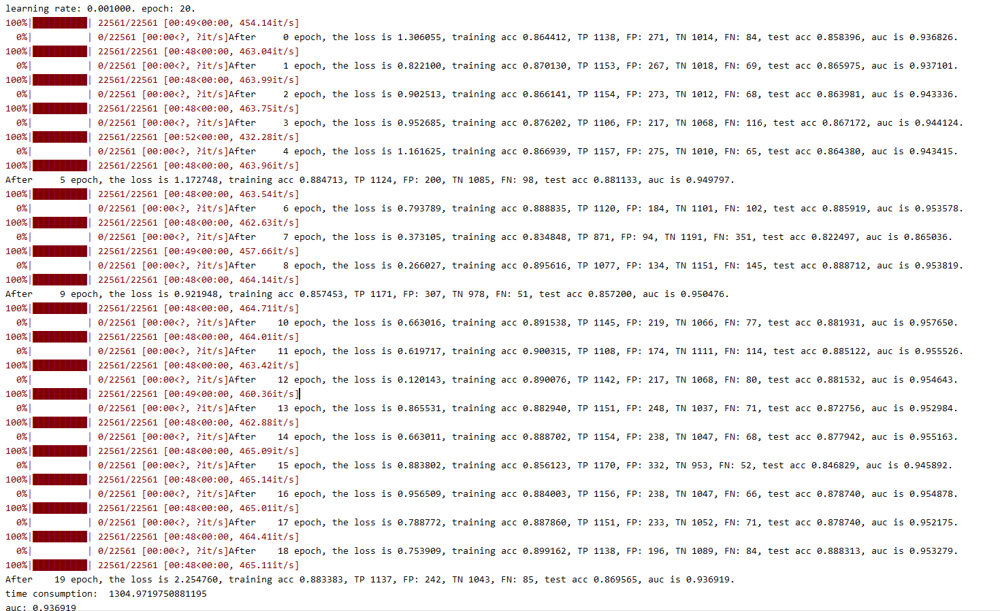 learning rate: 0.001000. epoch: 20.
100%|██████████| 22561/22561 [00:49<00:00, 454.14it/s]
0%| | 0/22561 [00:00<?, ?it/s]After 0 epoch, the loss is 1.306055, training acc 0.864412, TP 1138, FP: 271, TN 1014, FN: 84, test acc 0.858396, auc is 0.936826.
100%|██████████| 22561/22561 [00:48<00:00, 463.04it/s]
0%| | 0/22561 [00:00<?, ?it/s]After 1 epoch, the loss is 0.822100, training acc 0.870130, TP 1153, FP: 267, TN 1018, FN: 69, test acc 0.865975, auc is 0.937101.
100%|██████████| 22561/22561 [00:48<00:00, 463.99it/s]
0%| | 0/22561 [00:00<?, ?it/s]After 2 epoch, the loss is 0.902513, training acc 0.866141, TP 1154, FP: 273, TN 1012, FN: 68, test acc 0.863981, auc is 0.943336.
100%|██████████| 22561/22561 [00:48<00:00, 463.75it/s]
0%| | 0/22561 [00:00<?, ?it/s]After 3 epoch, the loss is 0.952685, training acc 0.876202, TP 1106, FP: 217, TN 1068, FN: 116, test acc 0.867172, auc is 0.944124.
100%|██████████| 22561/22561 [00:52<00:00, 432.28it/s]
0%| | 0/22561 [00:00<?, ?it/s]After 4 epoch, the loss is 1.161625, training acc 0.866939, TP 1157, FP: 275, TN 1010, FN: 65, test acc 0.864380, auc is 0.943415.
100%|██████████| 22561/22561 [00:48<00:00, 463.96it/s]
After 5 epoch, the loss is 1.172748, training acc 0.884713, TP 1124, FP: 200, TN 1085, FN: 98, test acc 0.881133, auc is 0.949797.
100%|██████████| 22561/22561 [00:48<00:00, 463.54it/s]
0%| | 0/22561 [00:00<?, ?it/s]After 6 epoch, the loss is 0.793789, training acc 0.888835, TP 1120, FP: 184, TN 1101, FN: 102, test acc 0.885919, auc is 0.953578.
100%|██████████| 22561/22561 [00:48<00:00, 462.63it/s]
0%| | 0/22561 [00:00<?, ?it/s]After 7 epoch, the loss is 0.373105, training acc 0.834848, TP 871, FP: 94, TN 1191, FN: 351, test acc 0.822497, auc is 0.865036.
100%|██████████| 22561/22561 [00:49<00:00, 457.66it/s]
0%| | 0/22561 [00:00<?, ?it/s]After 8 epoch, the loss is 0.266027, training acc 0.895616, TP 1077, FP: 134, TN 1151, FN: 145, test acc 0.888712, auc is 0.953819.
100%|██████████| 22561/22561 [00:48<00:00, 464.14it/s]
After 9 epoch, the loss is 0.921948, training acc 0.857453, TP 1171, FP: 307, TN 978, FN: 51, test acc 0.857200, auc is 0.950476.
100%|██████████| 22561/22561 [00:48<00:00, 464.71it/s]
0%| | 0/22561 [00:00<?, ?it/s]After 10 epoch, the loss is 0.663016, training acc 0.891538, TP 1145, FP: 219, TN 1066, FN: 77, test acc 0.881931, auc is 0.957650.
100%|██████████| 22561/22561 [00:48<00:00, 464.01it/s]
0%| | 0/22561 [00:00<?, ?it/s]After 11 epoch, the loss is 0.619717, training acc 0.900315, TP 1108, FP: 174, TN 1111, FN: 114, test acc 0.885122, auc is 0.955526.
100%|██████████| 22561/22561 [00:48<00:00, 463.42it/s]
0%| | 0/22561 [00:00<?, ?it/s]After 12 epoch, the loss is 0.120143, training acc 0.890076, TP 1142, FP: 217, TN 1068, FN: 80, test acc 0.881532, auc is 0.954643.
100%|██████████| 22561/22561 [00:49<00:00, 460.36it/s]
0%| | 0/22561 [00:00<?, ?it/s]After 13 epoch, the loss is 0.865531, training acc 0.882940, TP 1151, FP: 248, TN 1037, FN: 71, test acc 0.872756, auc is 0.952984.
100%|██████████| 22561/22561 [00:48<00:00, 462.88it/s]
0%| | 0/22561 [00:00<?, ?it/s]After 14 epoch, the loss is 0.663011, training acc 0.888702, TP 1154, FP: 238, TN 1047, FN: 68, test acc 0.877942, auc is 0.955163.
100%|██████████| 22561/22561 [00:48<00:00, 465.09it/s]
0%| | 0/22561 [00:00<?, ?it/s]After 15 epoch, the loss is 0.883802, training acc 0.856123, TP 1170, FP: 332, TN 953, FN: 52, test acc 0.846829, auc is 0.945892.
100%|██████████| 22561/22561 [00:48<00:00, 465.14it/s]
0%| | 0/22561 [00:00<?, ?it/s]After 16 epoch, the loss is 0.956509, training acc 0.884003, TP 1156, FP: 238, TN 1047, FN: 66, test acc 0.878740, auc is 0.954878.
100%|██████████| 22561/22561 [00:48<00:00, 465.01it/s]
0%| | 0/22561 [00:00<?, ?it/s]After 17 epoch, the loss is 0.788772, training acc 0.887860, TP 1151, FP: 233, TN 1052, FN: 71, test acc 0.878740, auc is 0.952175.
100%|██████████| 22561/22561 [00:48<00:00, 464.41it/s]
0%| | 0/22561 [00:00<?, ?it/s]After 18 epoch, the loss is 0.753909, training acc 0.899162, TP 1138, FP: 196, TN 1089, FN: 84, test acc 0.888313, auc is 0.953279.
100%|██████████| 22561/22561 [00:48<00:00, 465.11it/s]
After 19 epoch, the loss is 2.254760, training acc 0.883383, TP 1137, FP: 242, TN 1043, FN: 85, test acc 0.869565, auc is 0.936919.
time consumption: 1304.9719750881195
auc: 0.936919